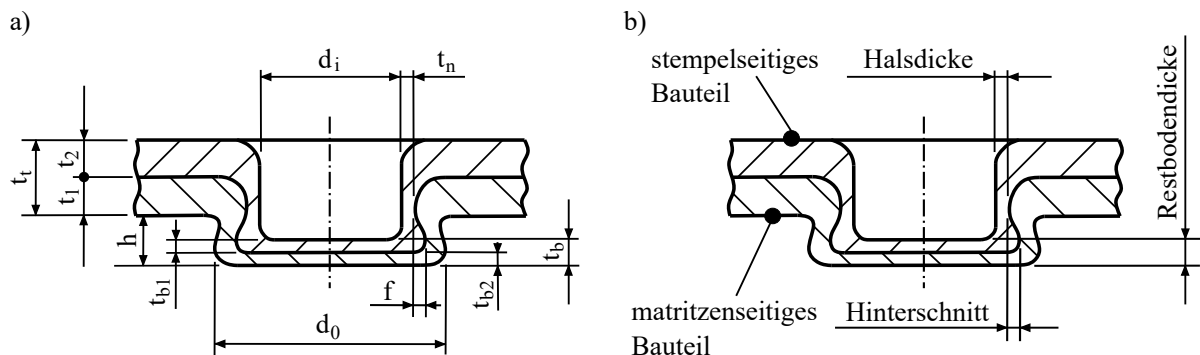 a)
d_i
t_n
t_t
t_2
t_1
h
t_b1
f
t_b2
t_b
d_0
b)
stempelseitiges
Bauteil
Halsdicke
Restbodendicke
matritzenseitiges
Bauteil
Hinterschnitt